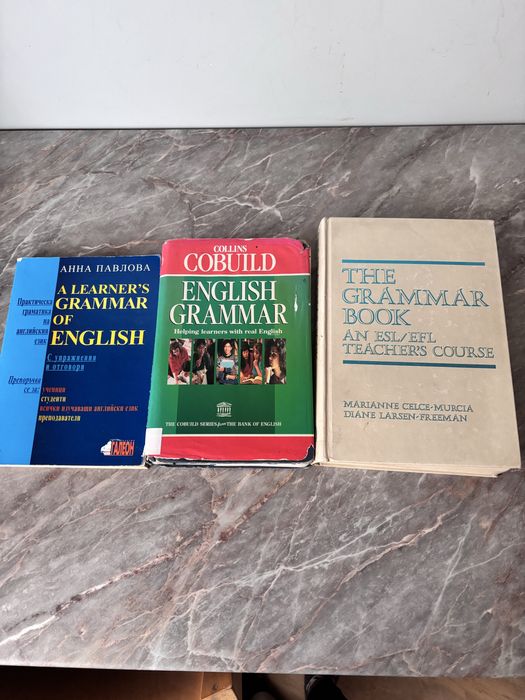 АННА ПАВЛОВА
A LEARNER'S
GRAMMAR
OF
ENGLISH
Практическа
граматика
на
английския
език
С упражнения
и отговори
Препоръчва
се за:
ученици
студенти
всички изучаващи английски език
преподаватели
ГАЛЕОН
COLLINS
COBUILD
ENGLISH
GRAMMAR
Helping learners with real English
THE COBUILD SERIES from THE BANK OF ENGLISH
THE
GRAMMAR
BOOK
AN ESL/EFL
TEACHER'S COURSE
MARIANNE CELCE-MURCIA
DIANE LARSEN-FREEMAN